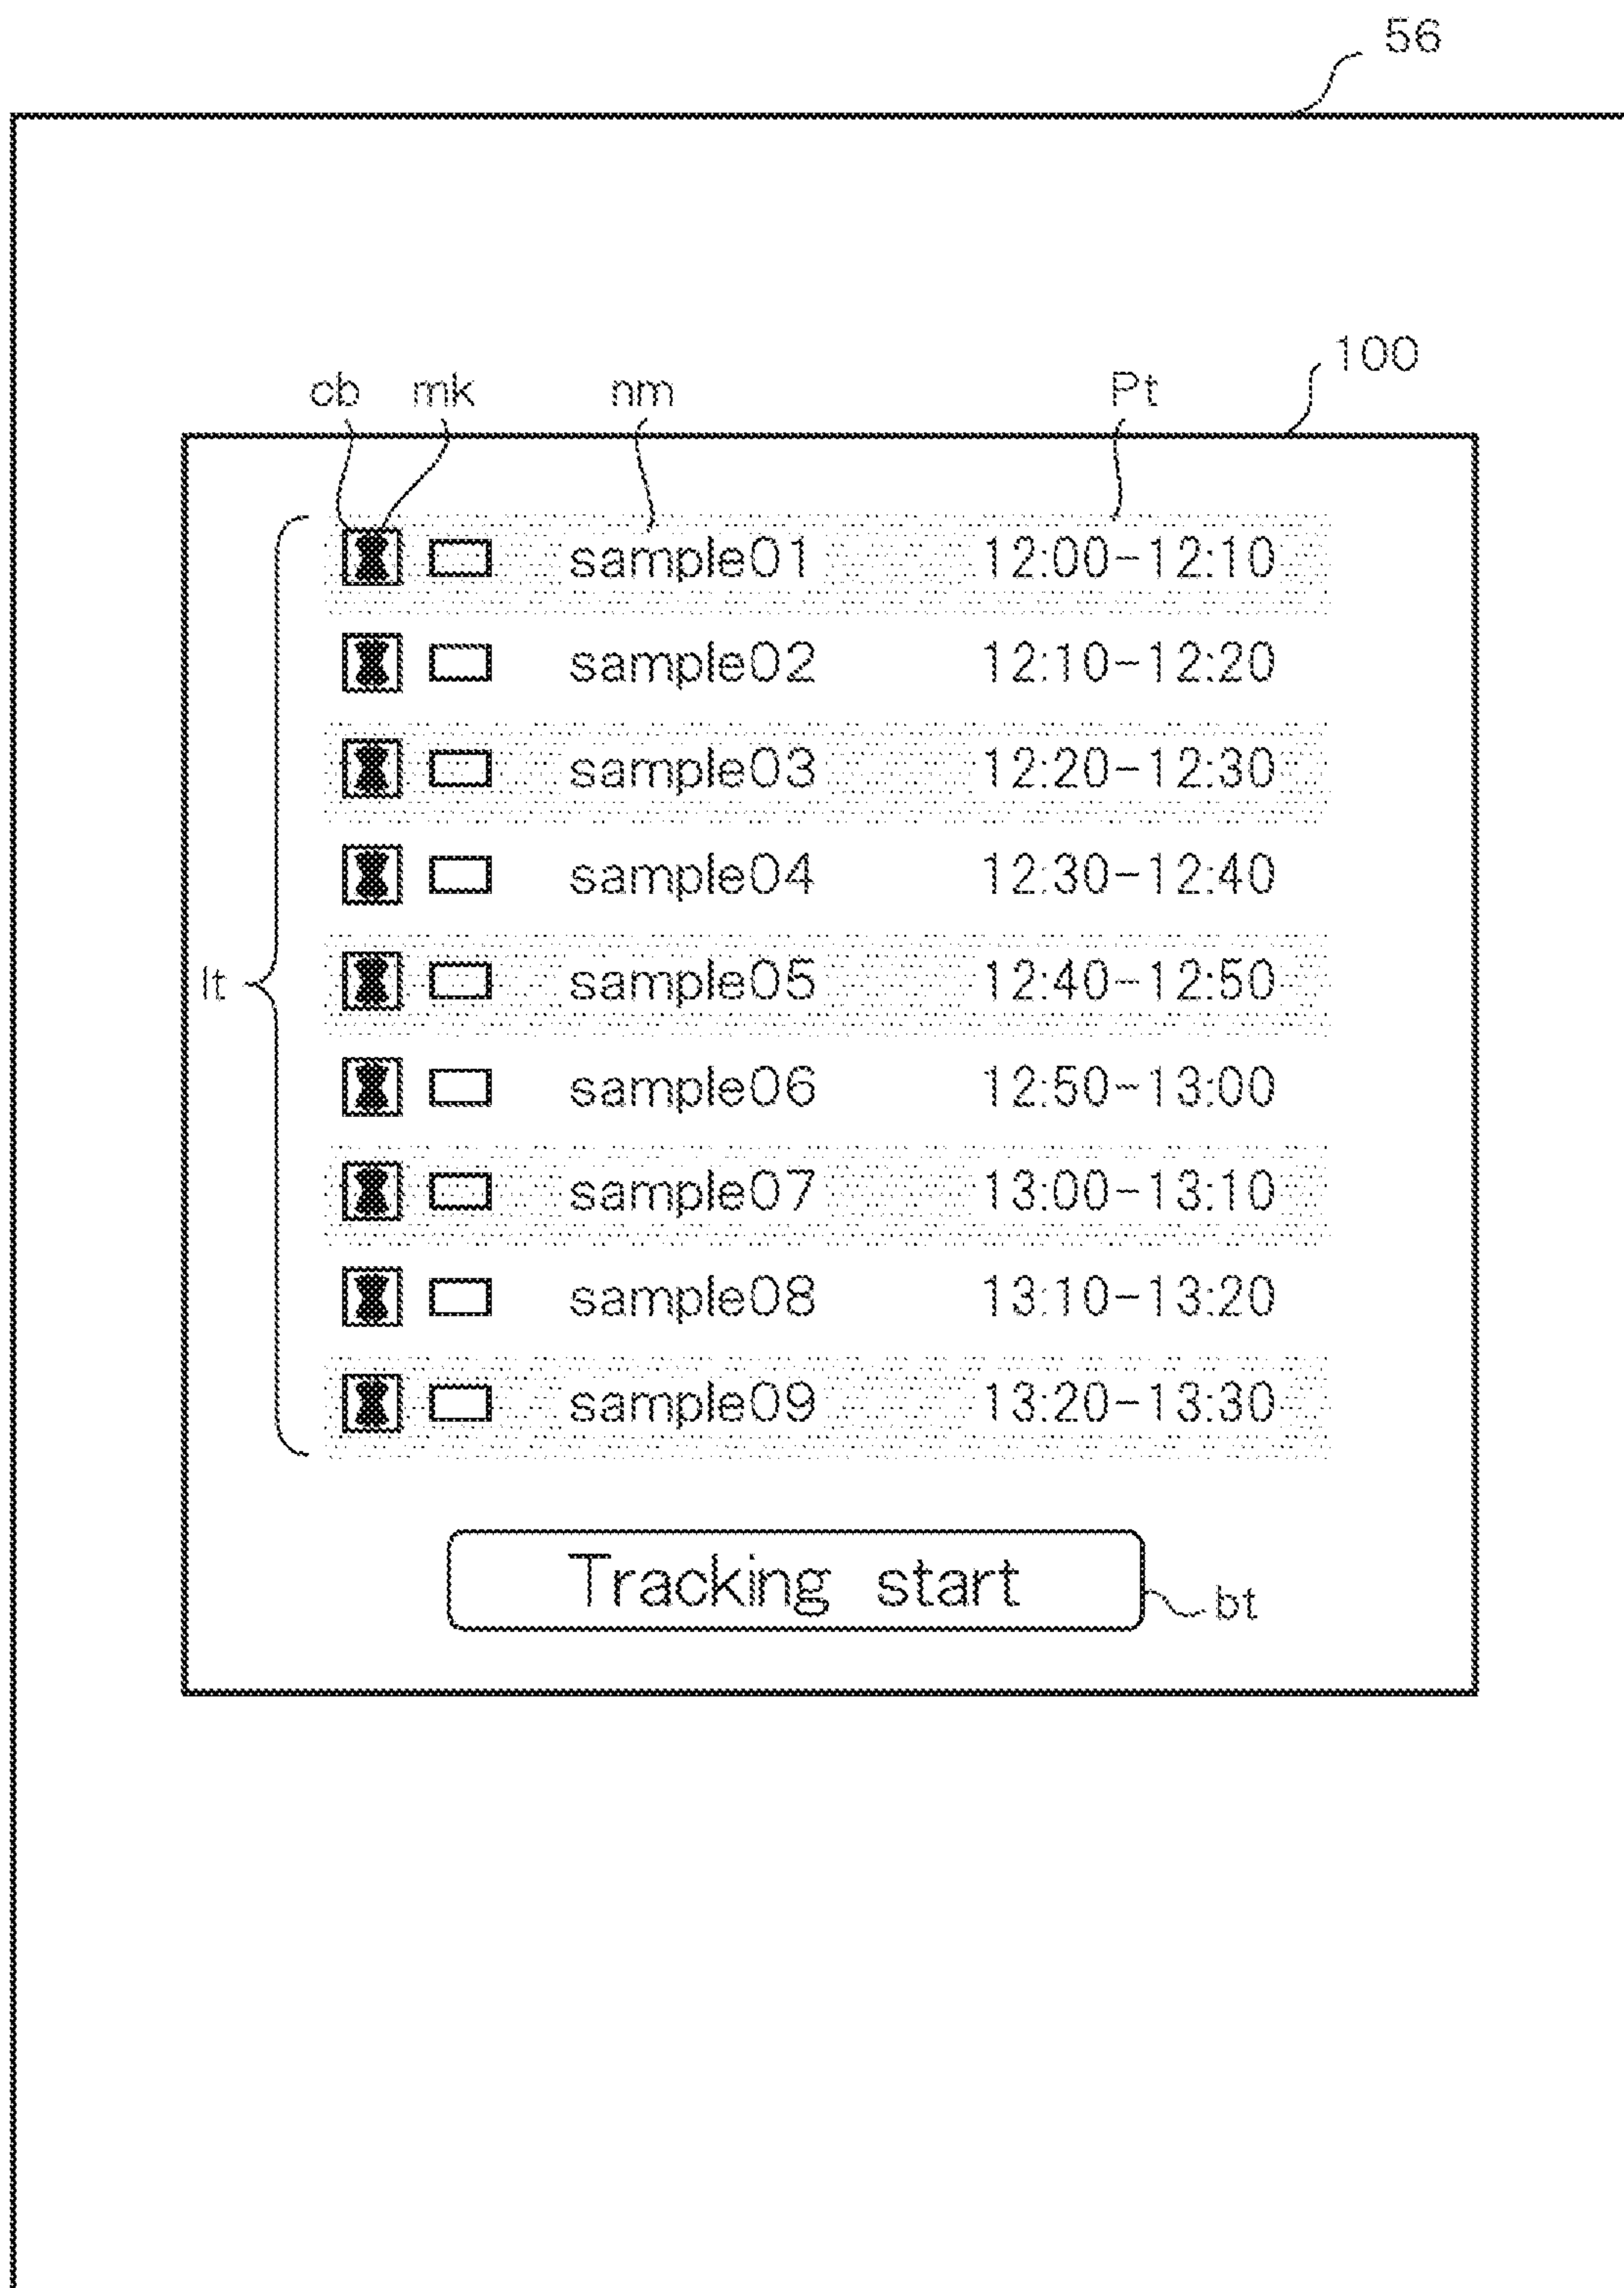 56
100
cb mk nm Pt
sample01 12:00-12:10
sample02 12:10-12:20
sample03 12:20-12:30
sample04 12:30-12:40
lt
sample05 12:40-12:50
sample06 12:50-13:00
sample07 13:00-13:10
sample08 13:10-13:20
sample09 13:20-13:30
Tracking start
bt